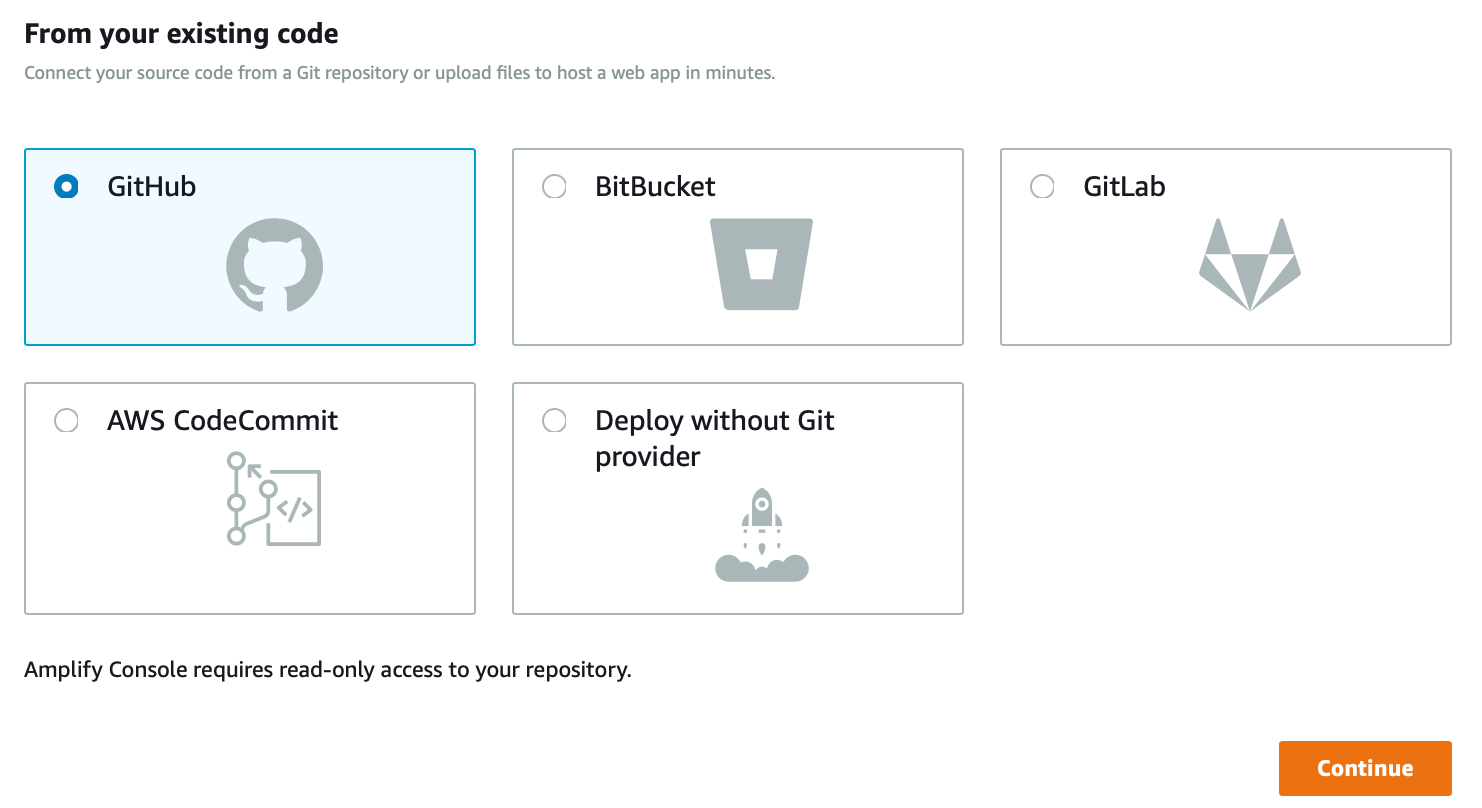 From your existing code
Connect your source code from a Git repository or upload files to host a web app in minutes.
GitHub
BitBucket
GitLab
AWS CodeCommit
</>
Deploy without Git
provider
Amplify Console requires read-only access to your repository.
Continue